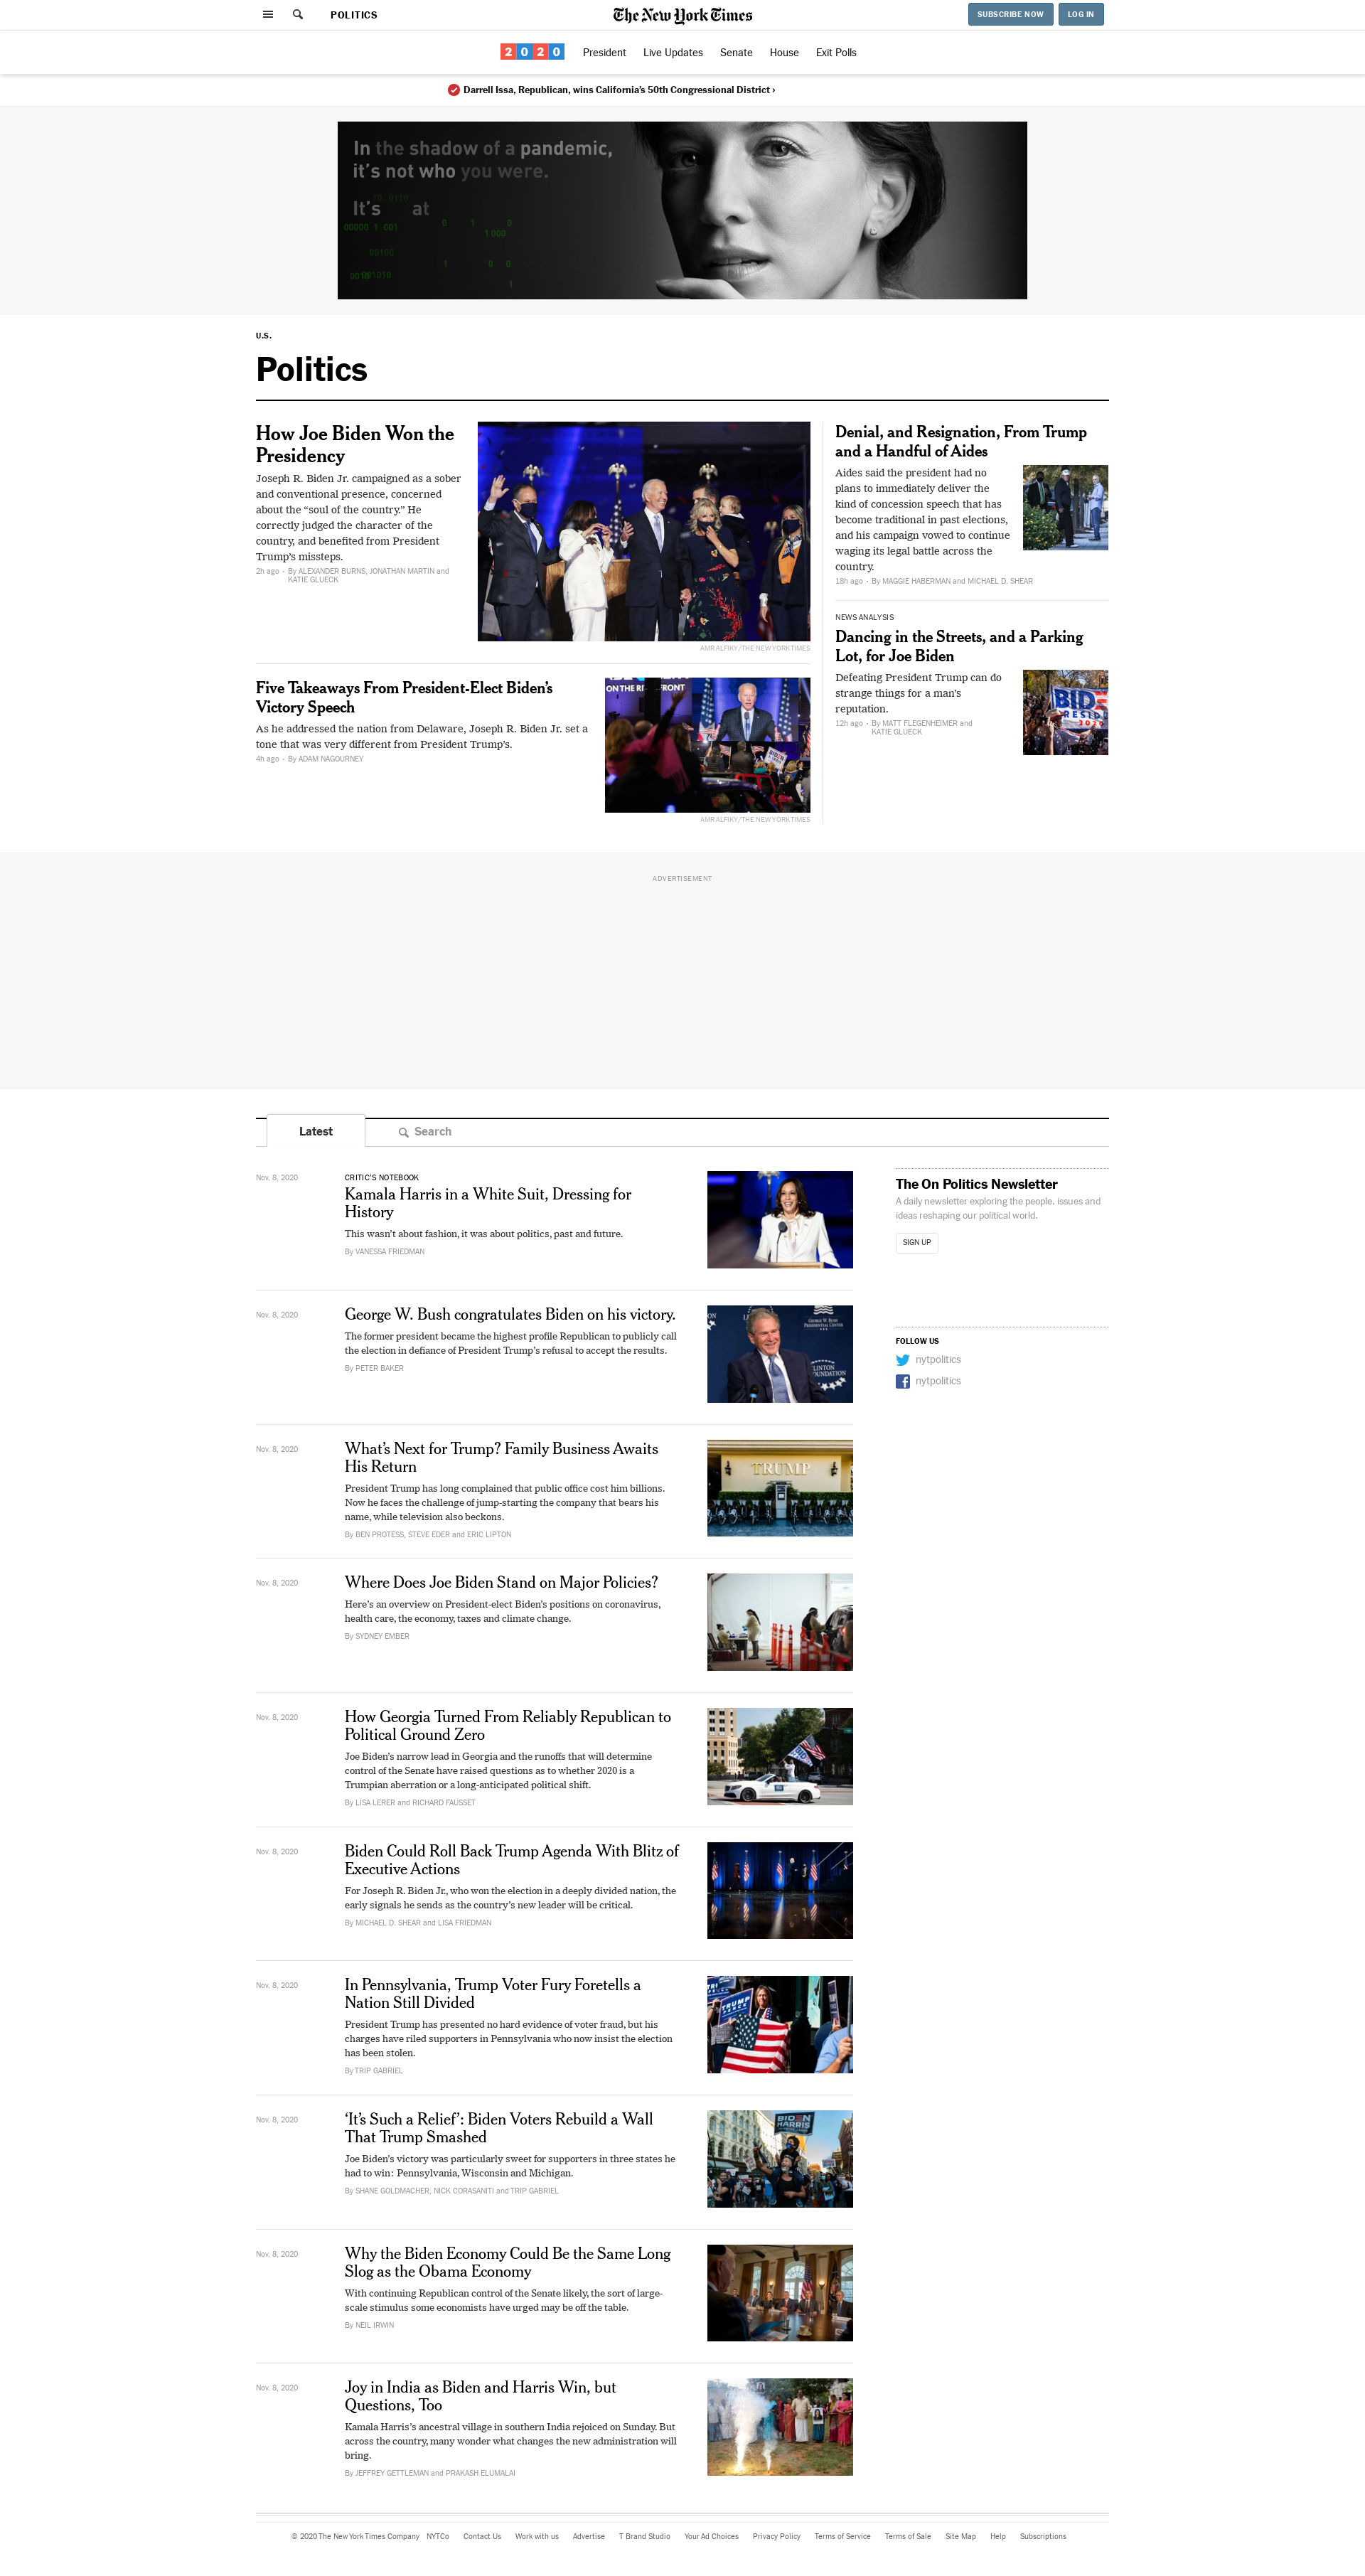 POLITICS
The New York Times
SUBSCRIBE NOW
LOG IN
2020
President
Live Updates
Senate
House
Exit Polls
Darrell Issa, Republican, wins California's 50th Congressional District ›
In the shadow of a pandemic,
it's not who you were.
It's at
U.S.
Politics
How Joe Biden Won the
Presidency
Joseph R. Biden Jr. campaigned as a sober
and conventional presence, concerned
about the “soul of the country.” He
correctly judged the character of the
country, and benefited from President
Trump’s missteps.
2h ago · By ALEXANDER BURNS, JONATHAN MARTIN and
KATIE GLUECK
AMR ALFIKY/THE NEW YORK TIMES
Five Takeaways From President-Elect Biden’s
Victory Speech
As he addressed the nation from Delaware, Joseph R. Biden Jr. set a
tone that was very different from President Trump’s.
4h ago · By ADAM NAGOURNEY
AMR ALFIKY/THE NEW YORK TIMES
Denial, and Resignation, From Trump
and a Handful of Aides
Aides said the president had no
plans to immediately deliver the
kind of concession speech that has
become traditional in past elections,
and his campaign vowed to continue
waging its legal battle across the
country.
18h ago · By MAGGIE HABERMAN and MICHAEL D. SHEAR
NEWS ANALYSIS
Dancing in the Streets, and a Parking
Lot, for Joe Biden
Defeating President Trump can do
strange things for a man’s
reputation.
12h ago · By MATT FLEGENHEIMER and
KATIE GLUECK
ADVERTISEMENT
Latest
Search
Nov. 8, 2020
CRITIC’S NOTEBOOK
Kamala Harris in a White Suit, Dressing for
History
This wasn’t about fashion, it was about politics, past and future.
By VANESSA FRIEDMAN
The On Politics Newsletter
A daily newsletter exploring the people, issues and
ideas reshaping our political world.
SIGN UP
FOLLOW US
nytpolitics
nytpolitics
Nov. 8, 2020
George W. Bush congratulates Biden on his victory.
The former president became the highest profile Republican to publicly call
the election in defiance of President Trump’s refusal to accept the results.
By PETER BAKER
Nov. 8, 2020
What’s Next for Trump? Family Business Awaits
His Return
President Trump has long complained that public office cost him billions.
Now he faces the challenge of jump-starting the company that bears his
name, while television also beckons.
By BEN PROTESS, STEVE EDER and ERIC LIPTON
TRUMP
Nov. 8, 2020
Where Does Joe Biden Stand on Major Policies?
Here’s an overview on President-elect Biden’s positions on coronavirus,
health care, the economy, taxes and climate change.
By SYDNEY EMBER
Nov. 8, 2020
How Georgia Turned From Reliably Republican to
Political Ground Zero
Joe Biden’s narrow lead in Georgia and the runoffs that will determine
control of the Senate have raised questions as to whether 2020 is a
Trumpian aberration or a long-anticipated political shift.
By LISA LERER and RICHARD FAUSSET
Nov. 8, 2020
Biden Could Roll Back Trump Agenda With Blitz of
Executive Actions
For Joseph R. Biden Jr., who won the election in a deeply divided nation, the
early signals he sends as the country’s new leader will be critical.
By MICHAEL D. SHEAR and LISA FRIEDMAN
Nov. 8, 2020
In Pennsylvania, Trump Voter Fury Foretells a
Nation Still Divided
President Trump has presented no hard evidence of voter fraud, but his
charges have riled supporters in Pennsylvania who now insist the election
has been stolen.
By TRIP GABRIEL
Nov. 8, 2020
‘It’s Such a Relief’: Biden Voters Rebuild a Wall
That Trump Smashed
Joe Biden’s victory was particularly sweet for supporters in three states he
had to win: Pennsylvania, Wisconsin and Michigan.
By SHANE GOLDMACHER, NICK CORASANITI and TRIP GABRIEL
BIDEN
HARRIS
Nov. 8, 2020
Why the Biden Economy Could Be the Same Long
Slog as the Obama Economy
With continuing Republican control of the Senate likely, the sort of large-
scale stimulus some economists have urged may be off the table.
By NEIL IRWIN
Nov. 8, 2020
Joy in India as Biden and Harris Win, but
Questions, Too
Kamala Harris’s ancestral village in southern India rejoiced on Sunday. But
across the country, many wonder what changes the new administration will
bring.
By JEFFREY GETTLEMAN and PRAKASH ELUMALAI
© 2020 The New York Times Company
NYTCo
Contact Us
Work with us
Advertise
T Brand Studio
Your Ad Choices
Privacy Policy
Terms of Service
Terms of Sale
Site Map
Help
Subscriptions